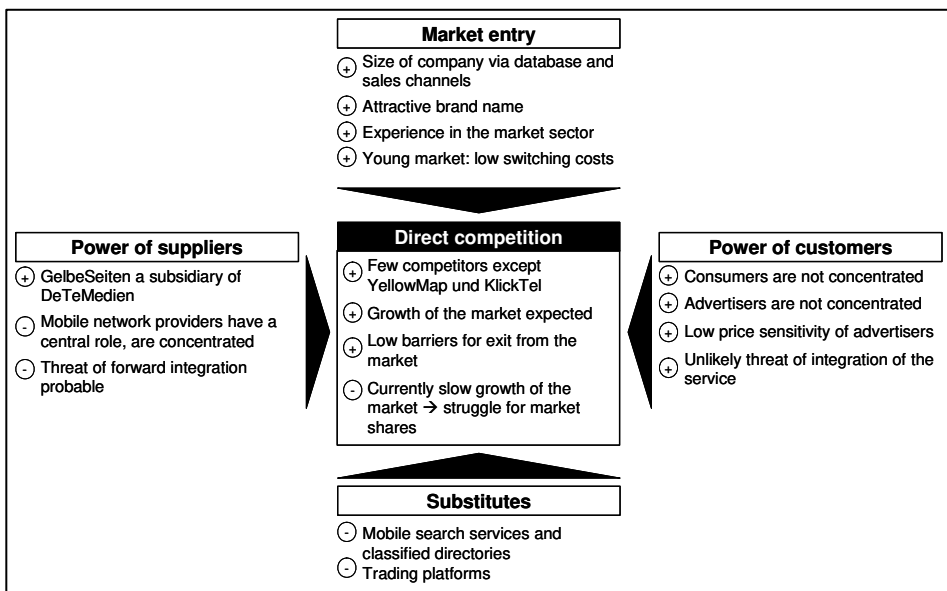 Market entry
+ Size of company via database and
sales channels
+ Attractive brand name
+ Experience in the market sector
+ Young market: low switching costs
Power of suppliers
+ GelbeSeiten a subsidiary of
DeTeMedien
- Mobile network providers have a
central role, are concentrated
- Threat of forward integration
probable
Direct competition
+ Few competitors except
YellowMap und KlickTel
+ Growth of the market expected
+ Low barriers for exit from the
market
- Currently slow growth of the
market → struggle for market
shares
Power of customers
+ Consumers are not concentrated
+ Advertisers are not concentrated
+ Low price sensitivity of advertisers
+ Unlikely threat of integration of the
service
Substitutes
- Mobile search services and
classified directories
- Trading platforms